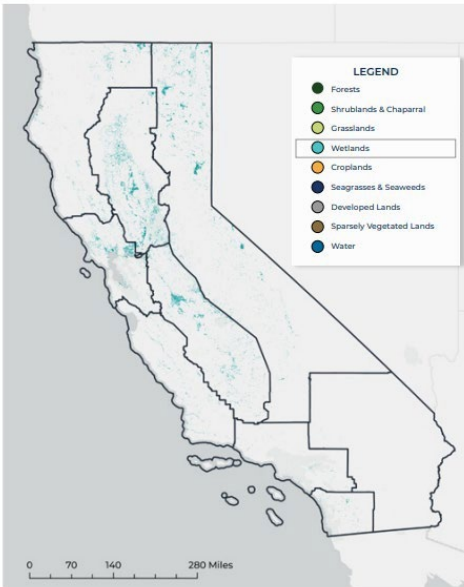 LEGEND
Forests
Shrublands & Chaparral
Grasslands
Wetlands
Croplands
Seagrasses & Seaweeds
Developed Lands
Sparsely Vegetated Lands
Water
0 70 140 280 Miles